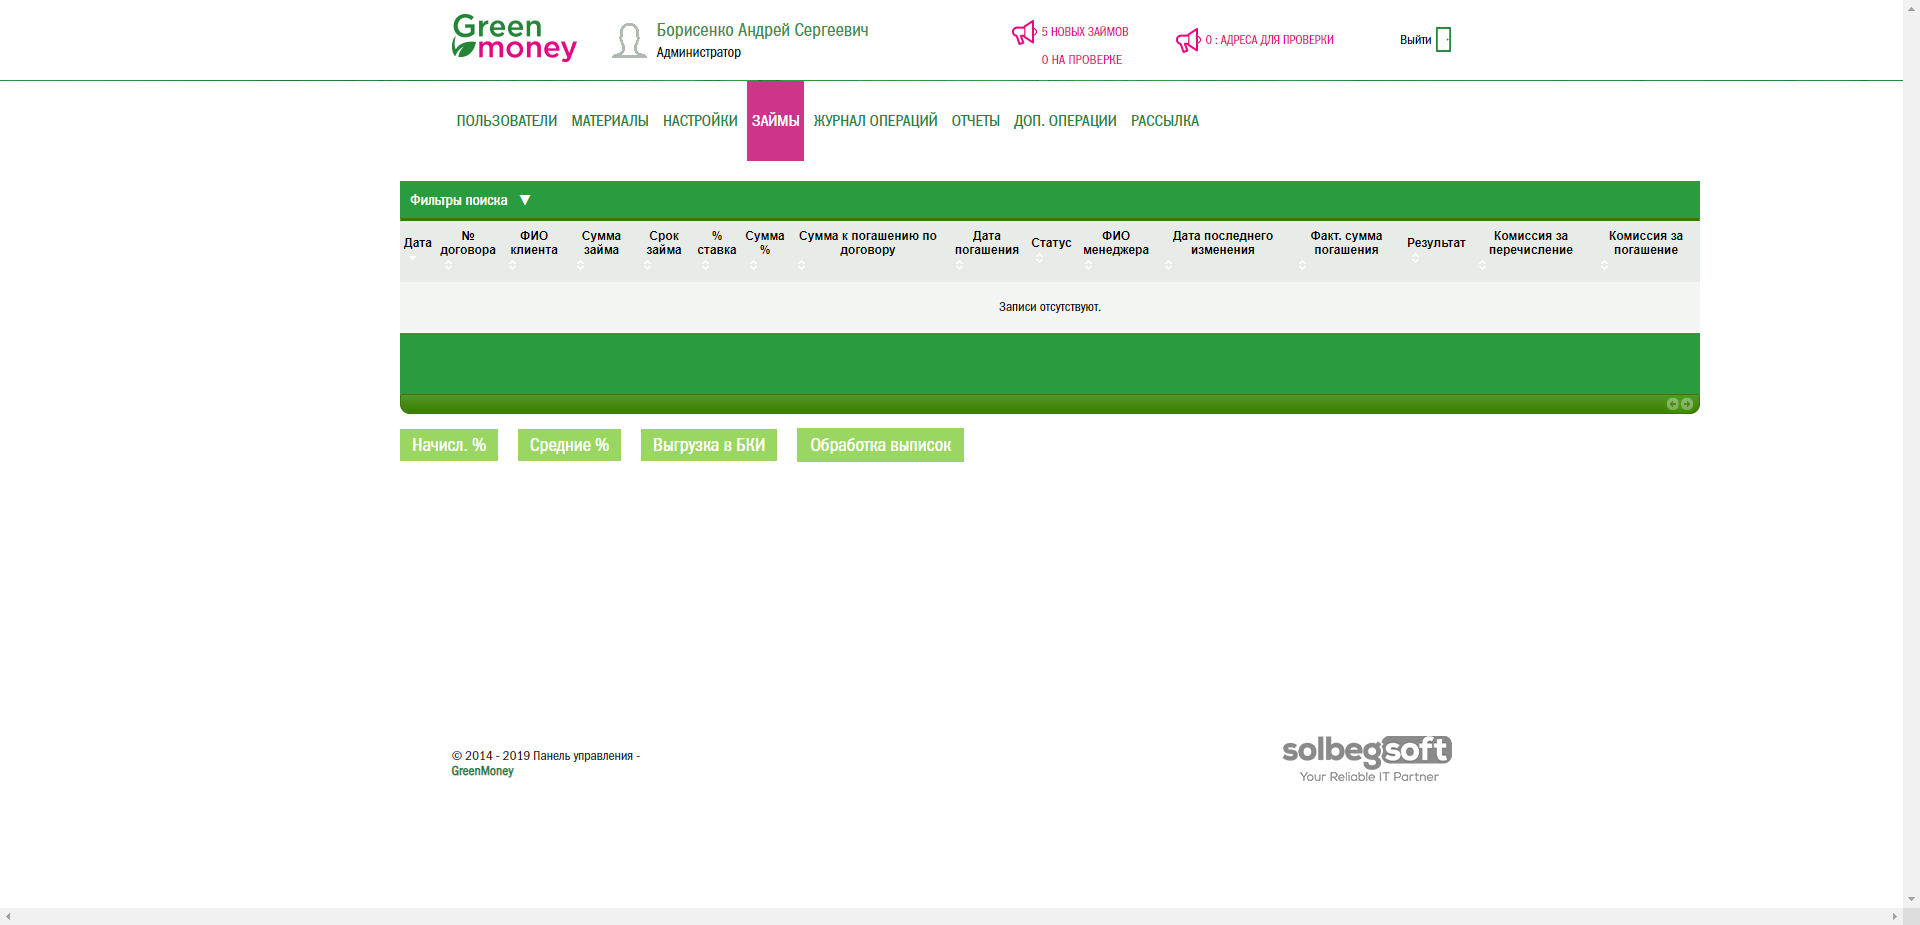 Green
money
Борисенко Андрей Сергеевич
Администратор
5 НОВЫХ ЗАЙМОВ
0 НА ПРОВЕРКЕ
0 : АДРЕСА ДЛЯ ПРОВЕРКИ
Выйти
ПОЛЬЗОВАТЕЛИ МАТЕРИАЛЫ НАСТРОЙКИ ЗАЙМЫ ЖУРНАЛ ОПЕРАЦИЙ ОТЧЕТЫ ДОП. ОПЕРАЦИИ РАССЫЛКА
Фильтры поиска ▼
Дата
№
договора
ФИО
клиента
Сумма
займа
Срок
займа
%
ставка
Сумма
%
Сумма к погашению по
договору
Дата
погашения
Статус
ФИО
менеджера
Дата последнего
изменения
Факт. сумма
погашения
Результат
Комиссия за
перечисление
Комиссия за
погашение
Записи отсутствуют.
Начисл. %
Средние %
Выгрузка в БКИ
Обработка выписок
© 2014 - 2019 Панель управления -
GreenMoney
solbegsoft
Your Reliable IT Partner